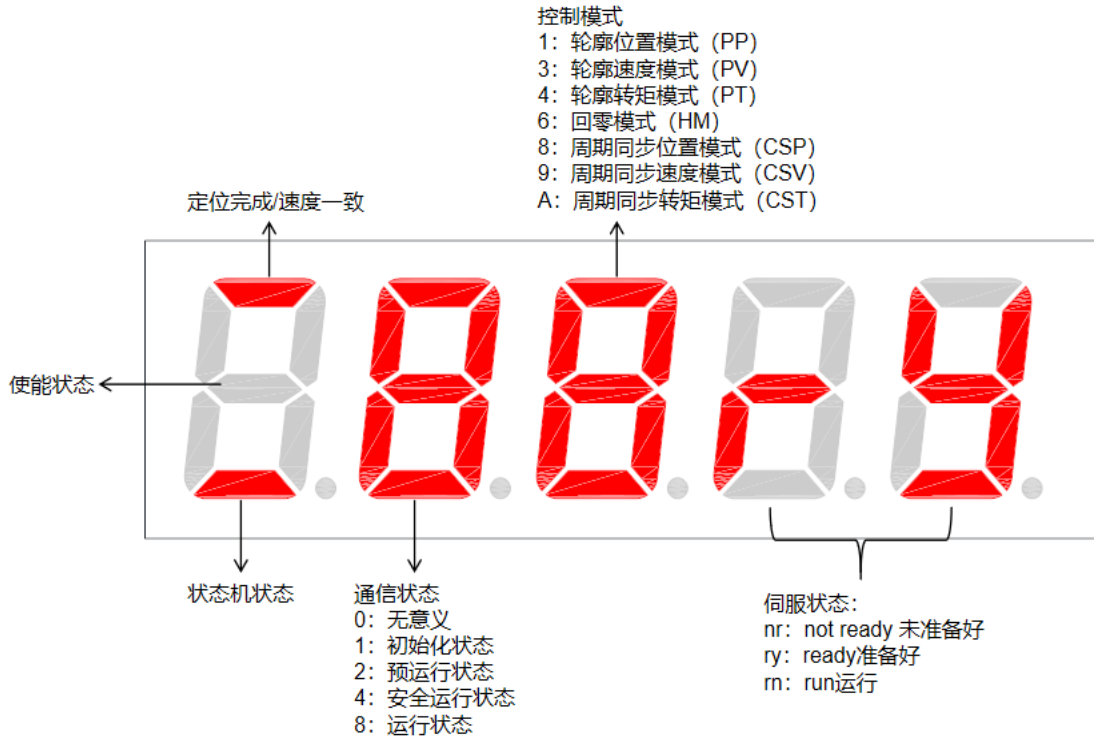 控制模式
1：轮廓位置模式（PP）
3：轮廓速度模式（PV）
4：轮廓转矩模式（PT）
6：回零模式（HM）
8：周期同步位置模式（CSP）
9：周期同步速度模式（CSV）
A：周期同步转矩模式（CST）
定位完成/速度一致
使能状态
状态机状态
通信状态
0：无意义
1：初始化状态
2：预运行状态
4：安全运行状态
8：运行状态
伺服状态：
nr：not ready 未准备好
ry：ready准备好
rn：run运行